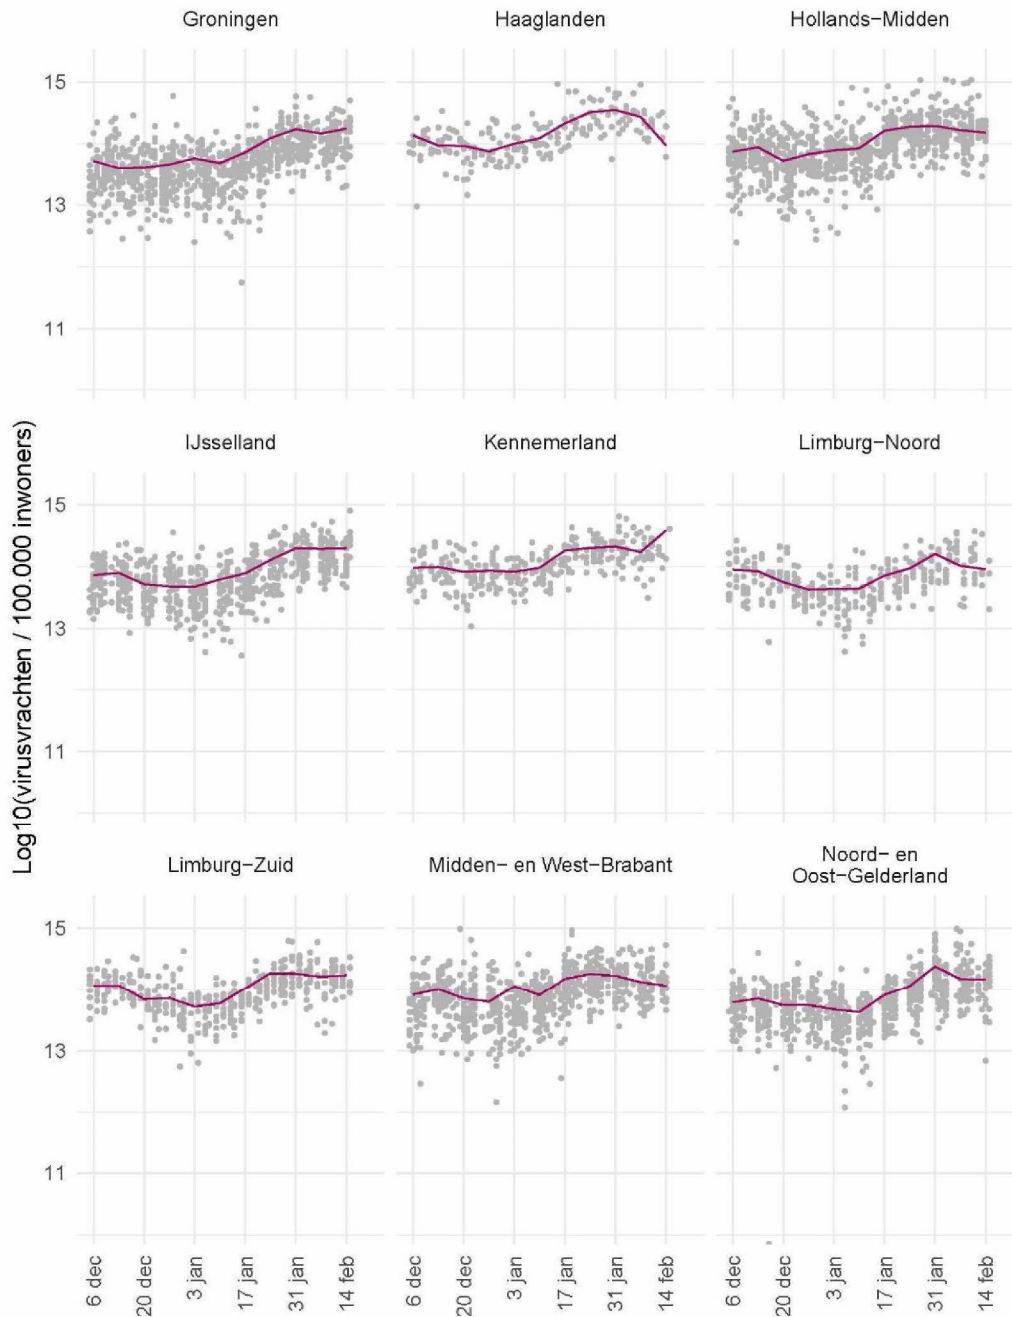 Groningen
Haaglanden
Hollands-Midden
15
13
11
IJsselland
Kennemerland
Limburg-Noord
15
13
11
Log10(virusvrachten / 100.000 inwoners)
Limburg-Zuid
Midden- en West-Brabant
Noord- en
Oost-Gelderland
15
13
11
6 dec
20 dec
3 jan
17 jan
31 jan
14 feb
6 dec
20 dec
3 jan
17 jan
31 jan
14 feb
6 dec
20 dec
3 jan
17 jan
31 jan
14 feb